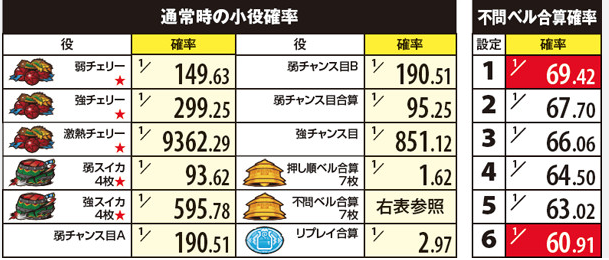 通常時の小役確率
役 確率 役 確率
弱チェリー★ 1/149.63 弱チャンス目B 1/190.51
強チェリー★ 1/299.25 弱チャンス目合算 1/95.25
激熱チェリー★ 1/9362.29 強チャンス目 1/851.12
弱スイカ 4枚★ 1/93.62 押し順ベル合算 7枚 1/1.62
強スイカ 4枚★ 1/595.78 不問ベル合算 7枚 右表参照
弱チャンス目A 1/190.51 リプレイ合算 1/2.97
不問ベル合算確率
設定 確率
1 1/69.42
2 1/67.70
3 1/66.06
4 1/64.50
5 1/63.02
6 1/60.91